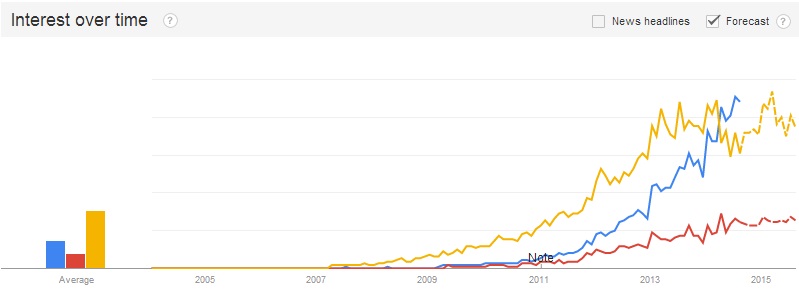 Interest over time ?
News headlines Forecast ?
Note
Average 2005 2007 2009 2011 2013 2015